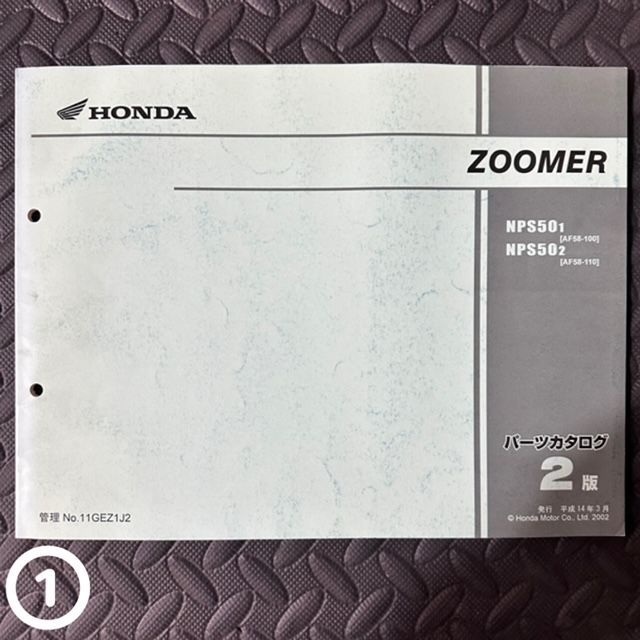 HONDA
ZOOMER
NPS501
[AF58-100]
NPS502
[AF58-110]
パーツカタログ
2版
発行 平成14年3月
© Honda Motor Co., Ltd. 2002
管理 No.11GEZ1J2
1